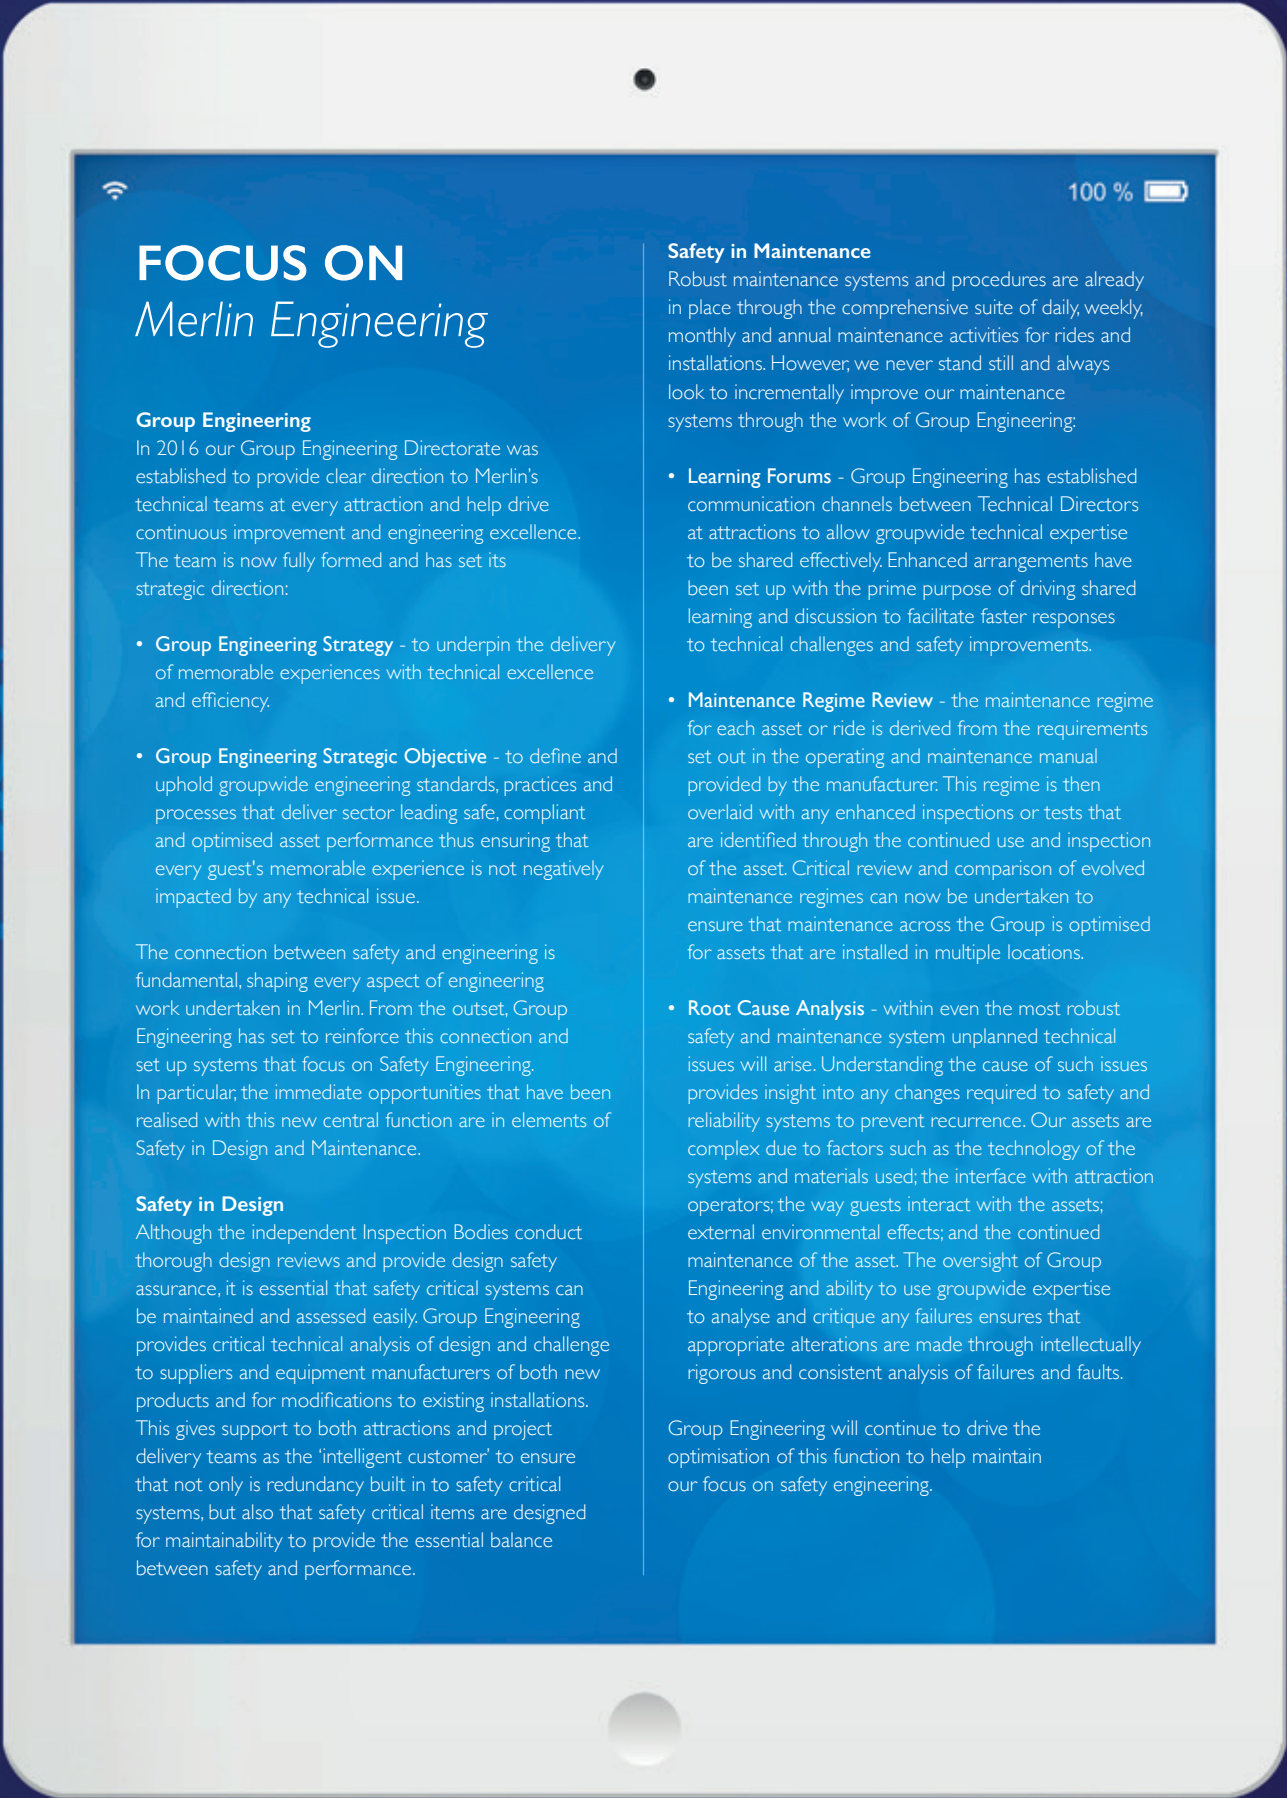 100 %
FOCUS ON
Merlin Engineering
Group Engineering
In 2016 our Group Engineering Directorate was
established to provide clear direction to Merlin's
technical teams at every attraction and help drive
continuous improvement and engineering excellence.
The team is now fully formed and has set its
strategic direction:
• Group Engineering Strategy - to underpin the delivery
of memorable experiences with technical excellence
and efficiency.
• Group Engineering Strategic Objective - to define and
uphold groupwide engineering standards, practices and
processes that deliver sector leading safe, compliant
and optimised asset performance thus ensuring that
every guest's memorable experience is not negatively
impacted by any technical issue.
The connection between safety and engineering is
fundamental, shaping every aspect of engineering
work undertaken in Merlin. From the outset, Group
Engineering has set to reinforce this connection and
set up systems that focus on Safety Engineering.
In particular, the immediate opportunities that have been
realised with this new central function are in elements of
Safety in Design and Maintenance.
Safety in Design
Although the independent Inspection Bodies conduct
thorough design reviews and provide design safety
assurance, it is essential that safety critical systems can
be maintained and assessed easily. Group Engineering
provides critical technical analysis of design and challenge
to suppliers and equipment manufacturers of both new
products and for modifications to existing installations.
This gives support to both attractions and project
delivery teams as the 'intelligent customer' to ensure
that not only is redundancy built in to safety critical
systems, but also that safety critical items are designed
for maintainability to provide the essential balance
between safety and performance.
Safety in Maintenance
Robust maintenance systems and procedures are already
in place through the comprehensive suite of daily, weekly,
monthly and annual maintenance activities for rides and
installations. However, we never stand still and always
look to incrementally improve our maintenance
systems through the work of Group Engineering:
• Learning Forums - Group Engineering has established
communication channels between Technical Directors
at attractions to allow groupwide technical expertise
to be shared effectively. Enhanced arrangements have
been set up with the prime purpose of driving shared
learning and discussion to facilitate faster responses
to technical challenges and safety improvements.
• Maintenance Regime Review - the maintenance regime
for each asset or ride is derived from the requirements
set out in the operating and maintenance manual
provided by the manufacturer. This regime is then
overlaid with any enhanced inspections or tests that
are identified through the continued use and inspection
of the asset. Critical review and comparison of evolved
maintenance regimes can now be undertaken to
ensure that maintenance across the Group is optimised
for assets that are installed in multiple locations.
• Root Cause Analysis - within even the most robust
safety and maintenance system unplanned technical
issues will arise. Understanding the cause of such issues
provides insight into any changes required to safety and
reliability systems to prevent recurrence. Our assets are
complex due to factors such as the technology of the
systems and materials used; the interface with attraction
operators; the way guests interact with the assets;
external environmental effects; and the continued
maintenance of the asset. The oversight of Group
Engineering and ability to use groupwide expertise
to analyse and critique any failures ensures that
appropriate alterations are made through intellectually
rigorous and consistent analysis of failures and faults.
Group Engineering will continue to drive the
optimisation of this function to help maintain
our focus on safety engineering.